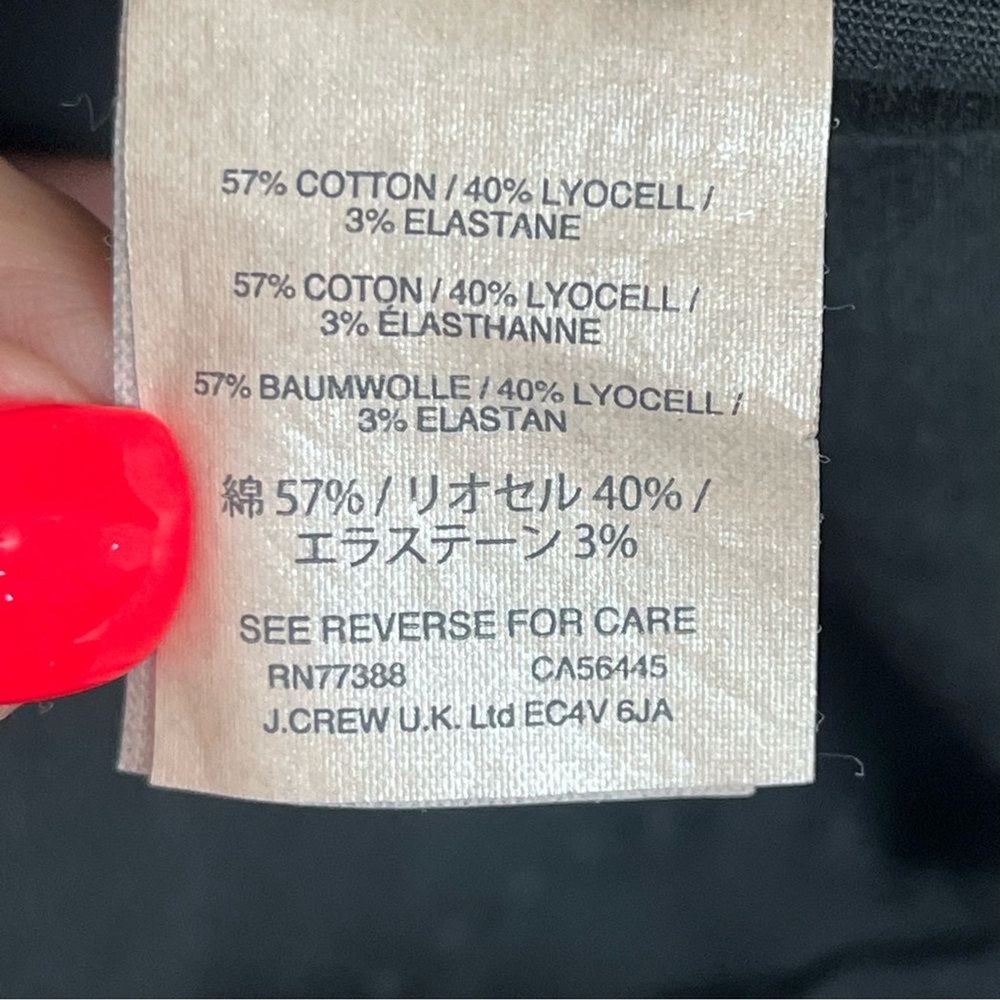 57% COTTON / 40% LYOCELL /
3% ELASTANE
57% COTON / 40% LYOCELL /
3% ÉLASTHANNE
57% BAUMWOLLE / 40% LYOCELL /
3% ELASTAN
綿 57% / リオセル 40% /
エラステーン 3%
SEE REVERSE FOR CARE
RN77388 CA56445
J.CREW U.K. Ltd EC4V 6JA